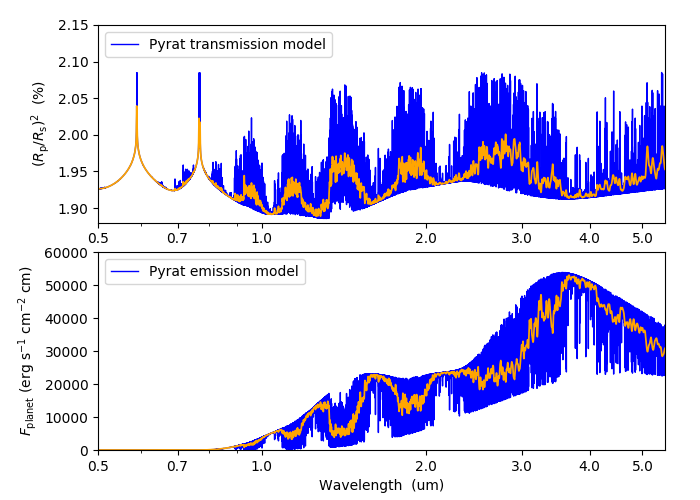 2.15
2.10
2.05
2.00
1.95
1.90
(Rp/Rs)² (%)
Pyrat transmission model
0.5 0.7 1.0 2.0 3.0 4.0 5.0
60000
50000
40000
30000
20000
10000
0
Fplanet (erg s⁻¹ cm⁻² cm)
Pyrat emission model
0.5 0.7 1.0 2.0 3.0 4.0 5.0
Wavelength (um)